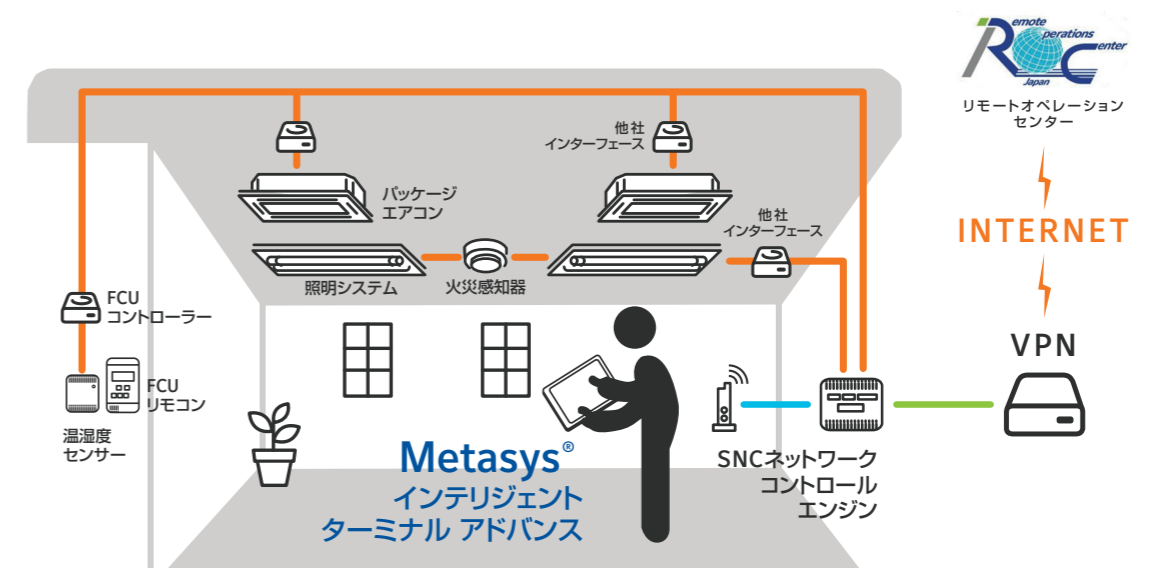 Remote
Operations
Center
Japan
リモートオペレーション
センター
他社
インターフェース
パッケージ
エアコン
他社
インターフェース
INTERNET
照明システム
火災感知器
FCU
コントローラー
VPN
FCU
リモコン
温湿度
センサー
Metasys®
インテリジェント
ターミナル アドバンス
SNCネットワーク
コントロール
エンジン